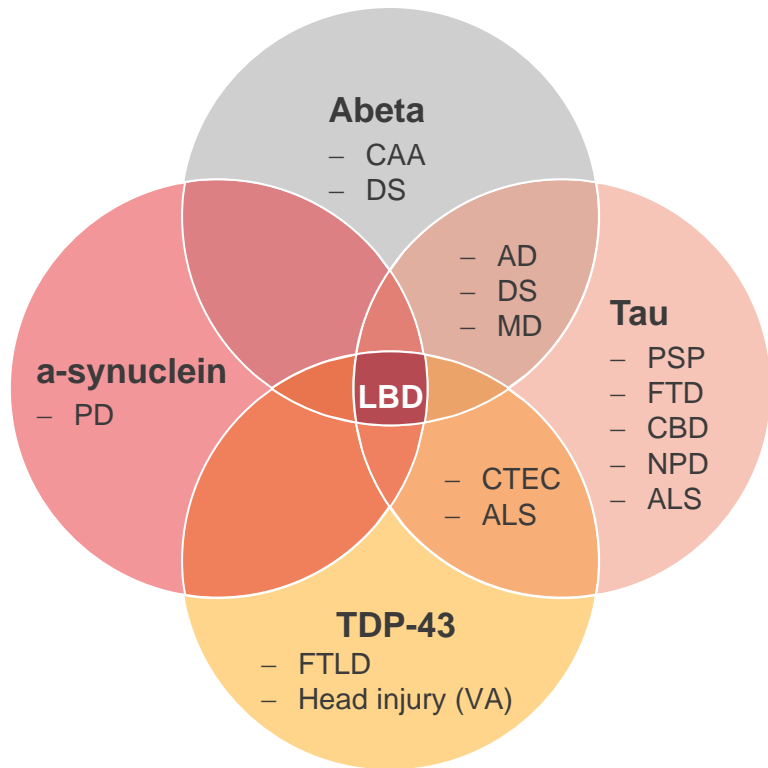 Abeta
– CAA
– DS
– AD
– DS
– MD
Tau
– PSP
– FTD
– CBD
– NPD
– ALS
a-synuclein
– PD
LBD
– CTEC
– ALS
TDP-43
– FTLD
– Head injury (VA)